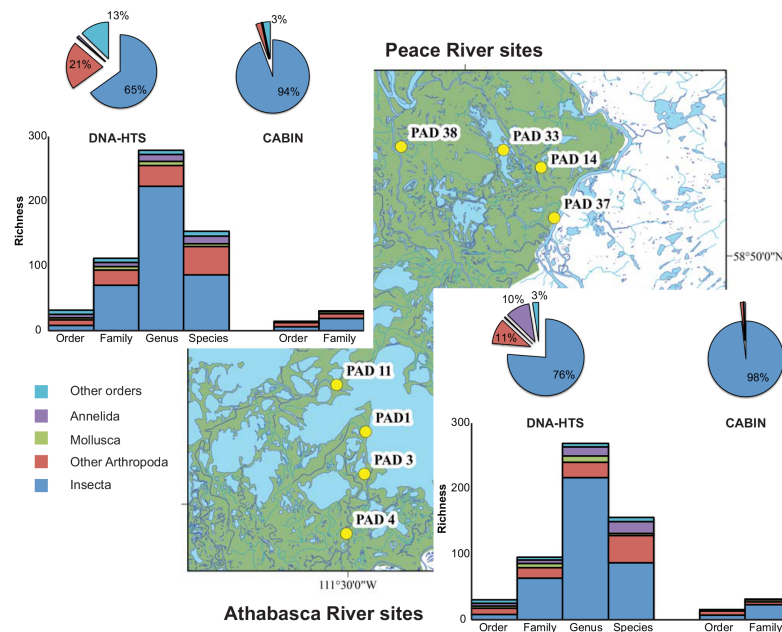 13%
3%
21%
65%
94%
DNA-HTS
CABIN
300
200
100
0
Richness
Order Family Genus Species
Order Family
Peace River sites
PAD 38
PAD 33
PAD 14
PAD 37
58°50'0"N
Other orders
Annelida
Mollusca
Other Arthropoda
Insecta
PAD 11
PAD1
PAD 3
PAD 4
111°30'0"W
Athabasca River sites
10%
3%
11%
76%
98%
DNA-HTS
CABIN
300
200
100
0
Richness
Order Family Genus Species
Order Family